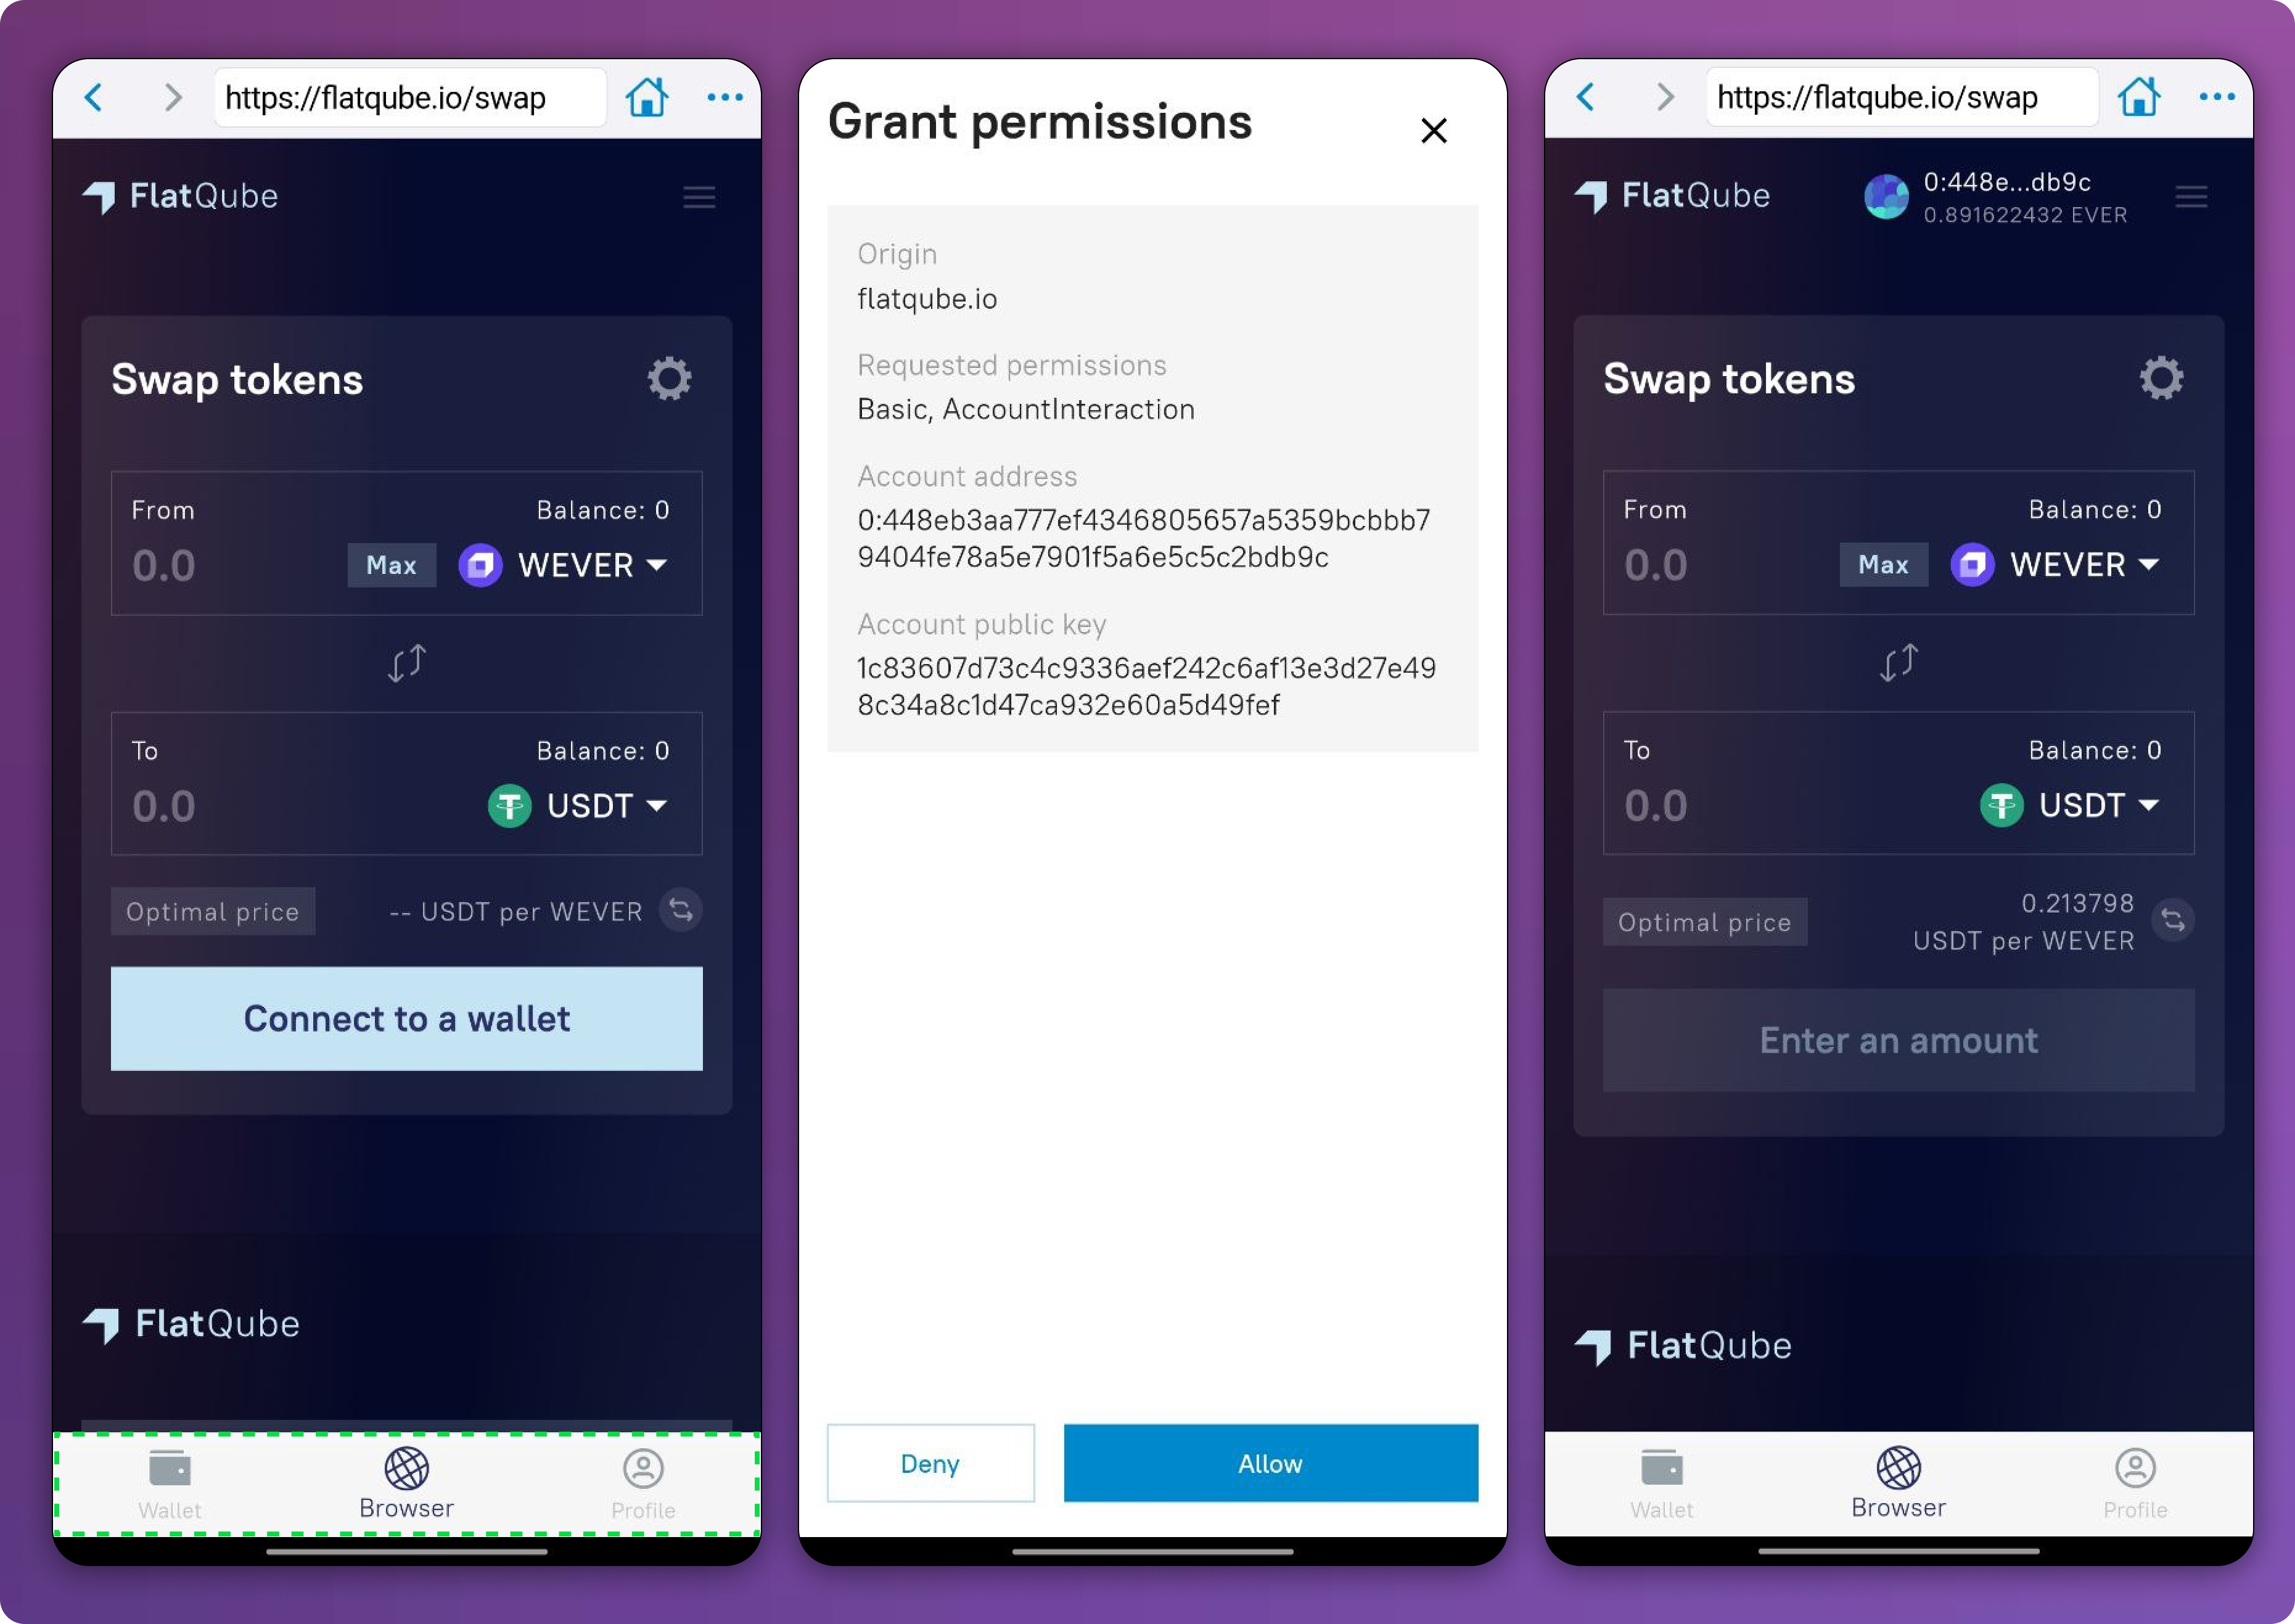 https://flatqube.io/swap
FlatQube
Swap tokens
From
Balance: 0
0.0
Max
WEVER
To
Balance: 0
0.0
USDT
Optimal price
-- USDT per WEVER
Connect to a wallet
FlatQube
Wallet
Browser
Profile
Grant permissions
Origin
flatqube.io
Requested permissions
Basic, AccountInteraction
Account address
0:448eb3aa777ef4346805657a5359bcbbb7
9404fe78a5e7901f5a6e5c5c2bdb9c
Account public key
1c83607d73c4c9336aef242c6af13e3d27e49
8c34a8c1d47ca932e60a5d49fef
Deny
Allow
https://flatqube.io/swap
FlatQube
0:448e...db9c
0.891622432 EVER
Swap tokens
From
Balance: 0
0.0
Max
WEVER
To
Balance: 0
0.0
USDT
Optimal price
0.213798
USDT per WEVER
Enter an amount
FlatQube
Wallet
Browser
Profile